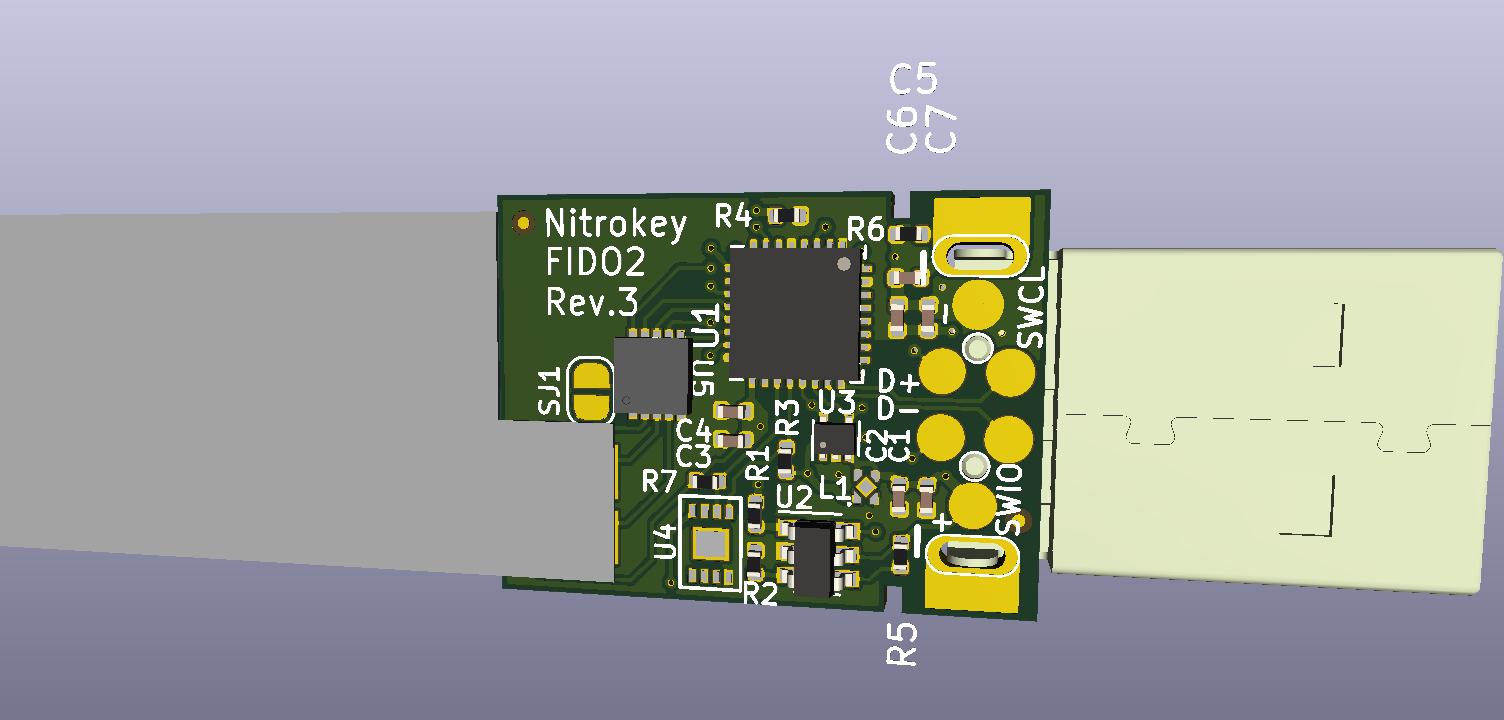 C5
C6
C7
Nitrokey
FIDO2
Rev.3
R4
R6
U1
U5
SJ1
SWCL
-
D+
D-
U3
R3
C4
C3
C2
C1
R1
R7
U2
L1
U4
+
SWIO
R2
R5